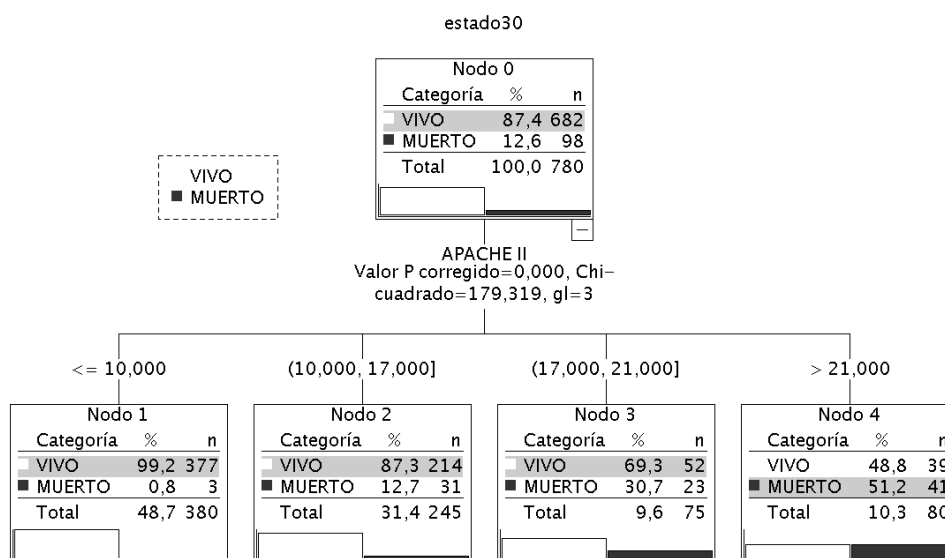 estado30
Nodo 0
Categoría % n
VIVO 87,4 682
MUERTO 12,6 98
Total 100,0 780
VIVO
MUERTO
APACHE II
Valor P corregido=0,000, Chi-
cuadrado=179,319, gl=3
<= 10,000
(10,000, 17,000]
(17,000, 21,000]
> 21,000
Nodo 1
Categoría % n
VIVO 99,2 377
MUERTO 0,8 3
Total 48,7 380
Nodo 2
Categoría % n
VIVO 87,3 214
MUERTO 12,7 31
Total 31,4 245
Nodo 3
Categoría % n
VIVO 69,3 52
MUERTO 30,7 23
Total 9,6 75
Nodo 4
Categoría % n
VIVO 48,8 39
MUERTO 51,2 41
Total 10,3 80